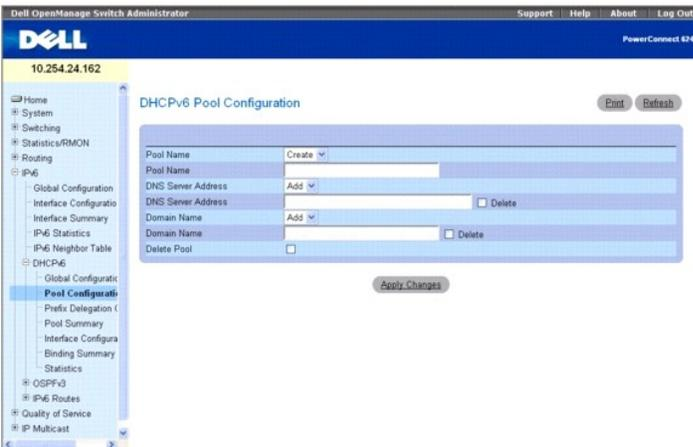 Dell OpenManage Switch Administrator Support Help About Log Out
DELL
PowerConnect 624
10.254.24.162
Home
System
Switching
Statistics/RMON
Routing
IPv6
Global Configuration
Interface Configuratio
Interface Summary
IPv6 Statistics
IPv6 Neighbor Table
DHCPv6
Global Configuratic
Pool Configurati
Prefix Delegation (
Pool Summary
Interface Configura
Binding Summary
Statistics
OSPFv3
IPv6 Routes
Quality of Service
IP Multicast
DHCPv6 Pool Configuration
Print Refresh
Pool Name Create
Pool Name
DNS Server Address Add
DNS Server Address Delete
Domain Name Add
Domain Name Delete
Delete Pool
Apply Changes